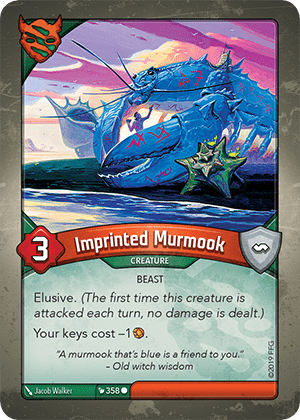 Imprinted Murmook
3
CREATURE
BEAST
Elusive. (The first time this creature is
attacked each turn, no damage is dealt.)
Your keys cost –1.
"A murmook that's blue is a friend to you."
– Old witch wisdom
Jacob Walker
358
©2019 FFG